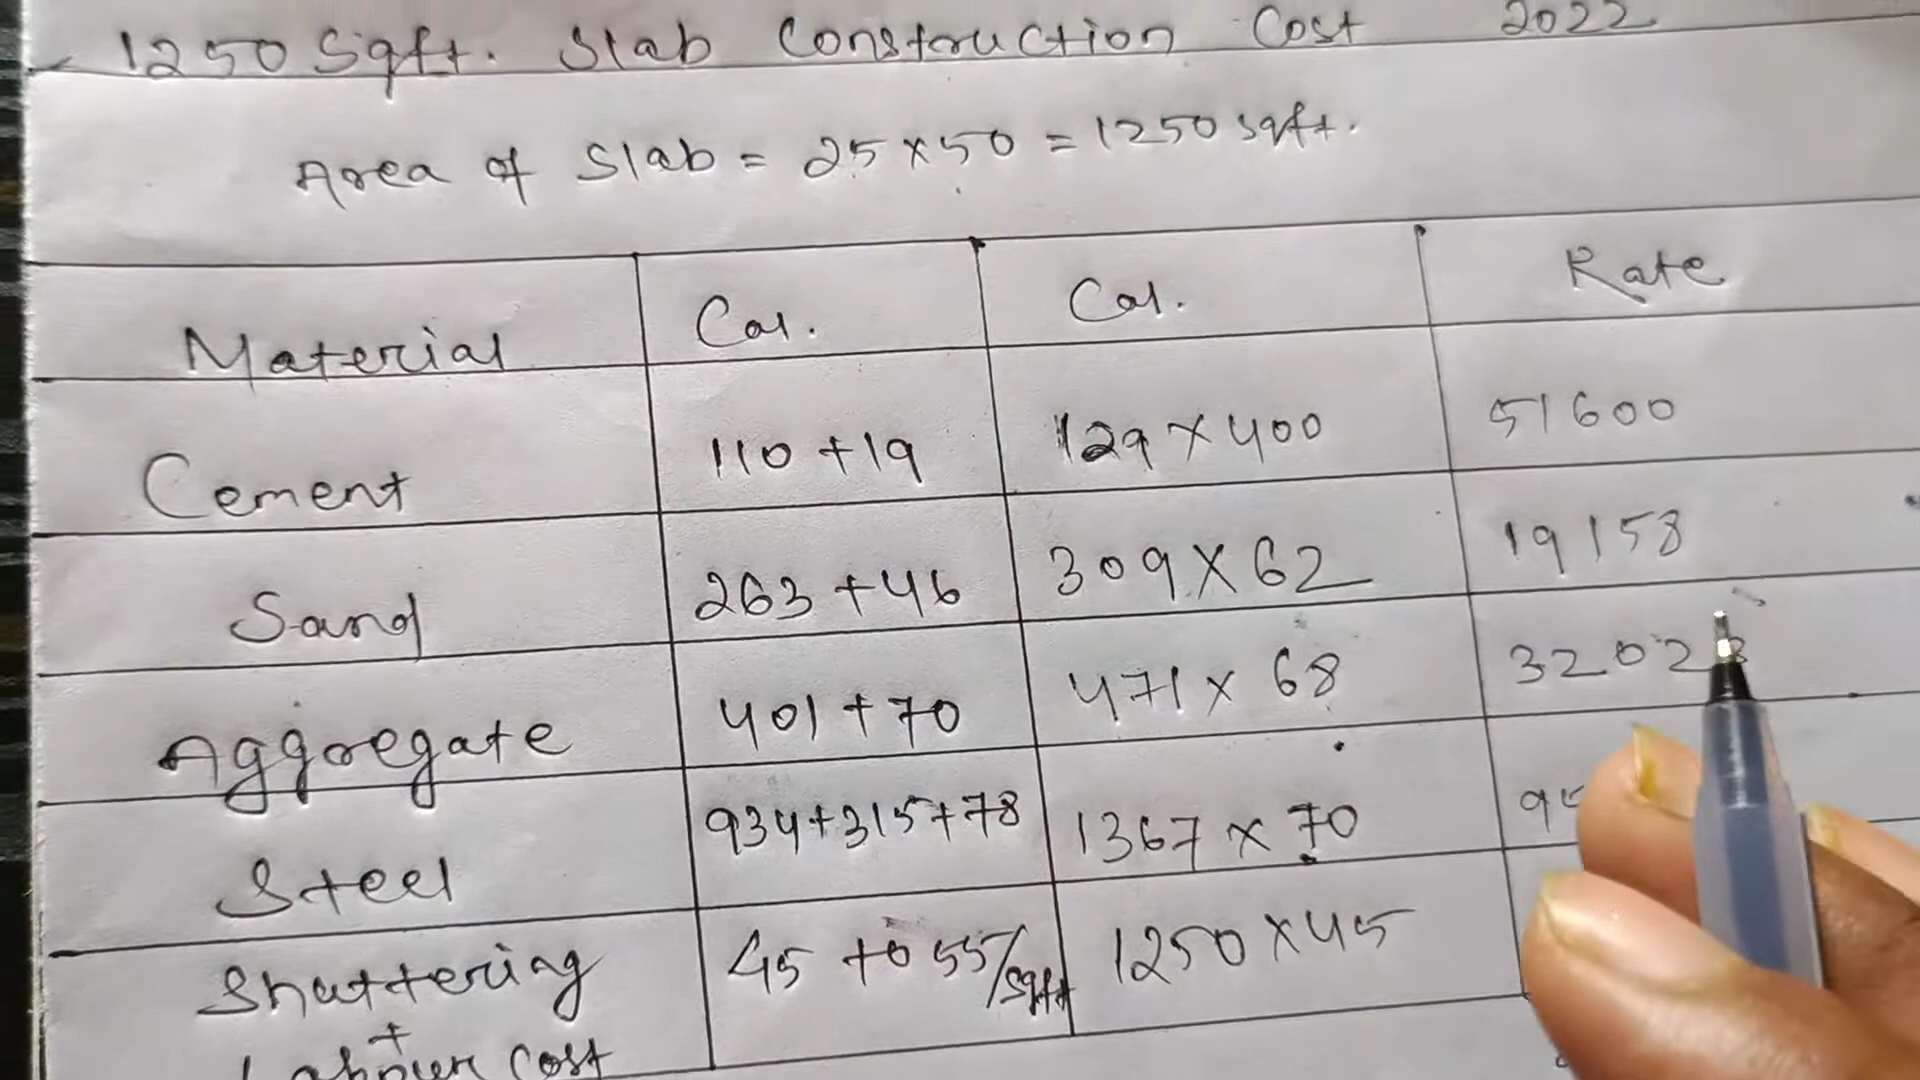 1250 Sqft. Slab Construction Cost 2022
Area of Slab = 25 × 50 = 1250 sqft.
Material Cal. Cal. Rate
Cement 110 + 19 129 × 400 51600
Sand 263 + 46 309 × 62 19158
Aggregate 401 + 70 471 × 68 32028
Steel 934+315+78 1367 × 70
Shuttering 45 to 55/sqft 1250 × 45
+
Labour Cost